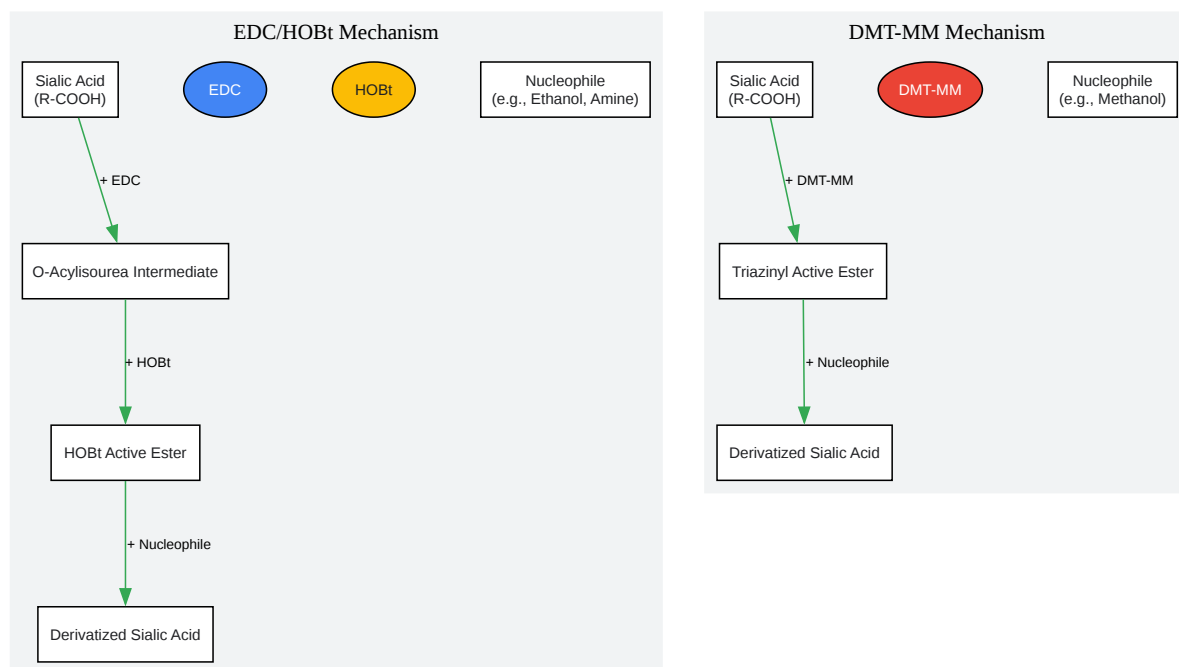 EDC/HOBt Mechanism
Sialic Acid
(R-COOH)
EDC
HOBt
Nucleophile
(e.g., Ethanol, Amine)
+ EDC
O-Acylisourea Intermediate
+ HOBt
HOBt Active Ester
+ Nucleophile
Derivatized Sialic Acid
DMT-MM Mechanism
Sialic Acid
(R-COOH)
DMT-MM
Nucleophile
(e.g., Methanol)
+ DMT-MM
Triazinyl Active Ester
+ Nucleophile
Derivatized Sialic Acid